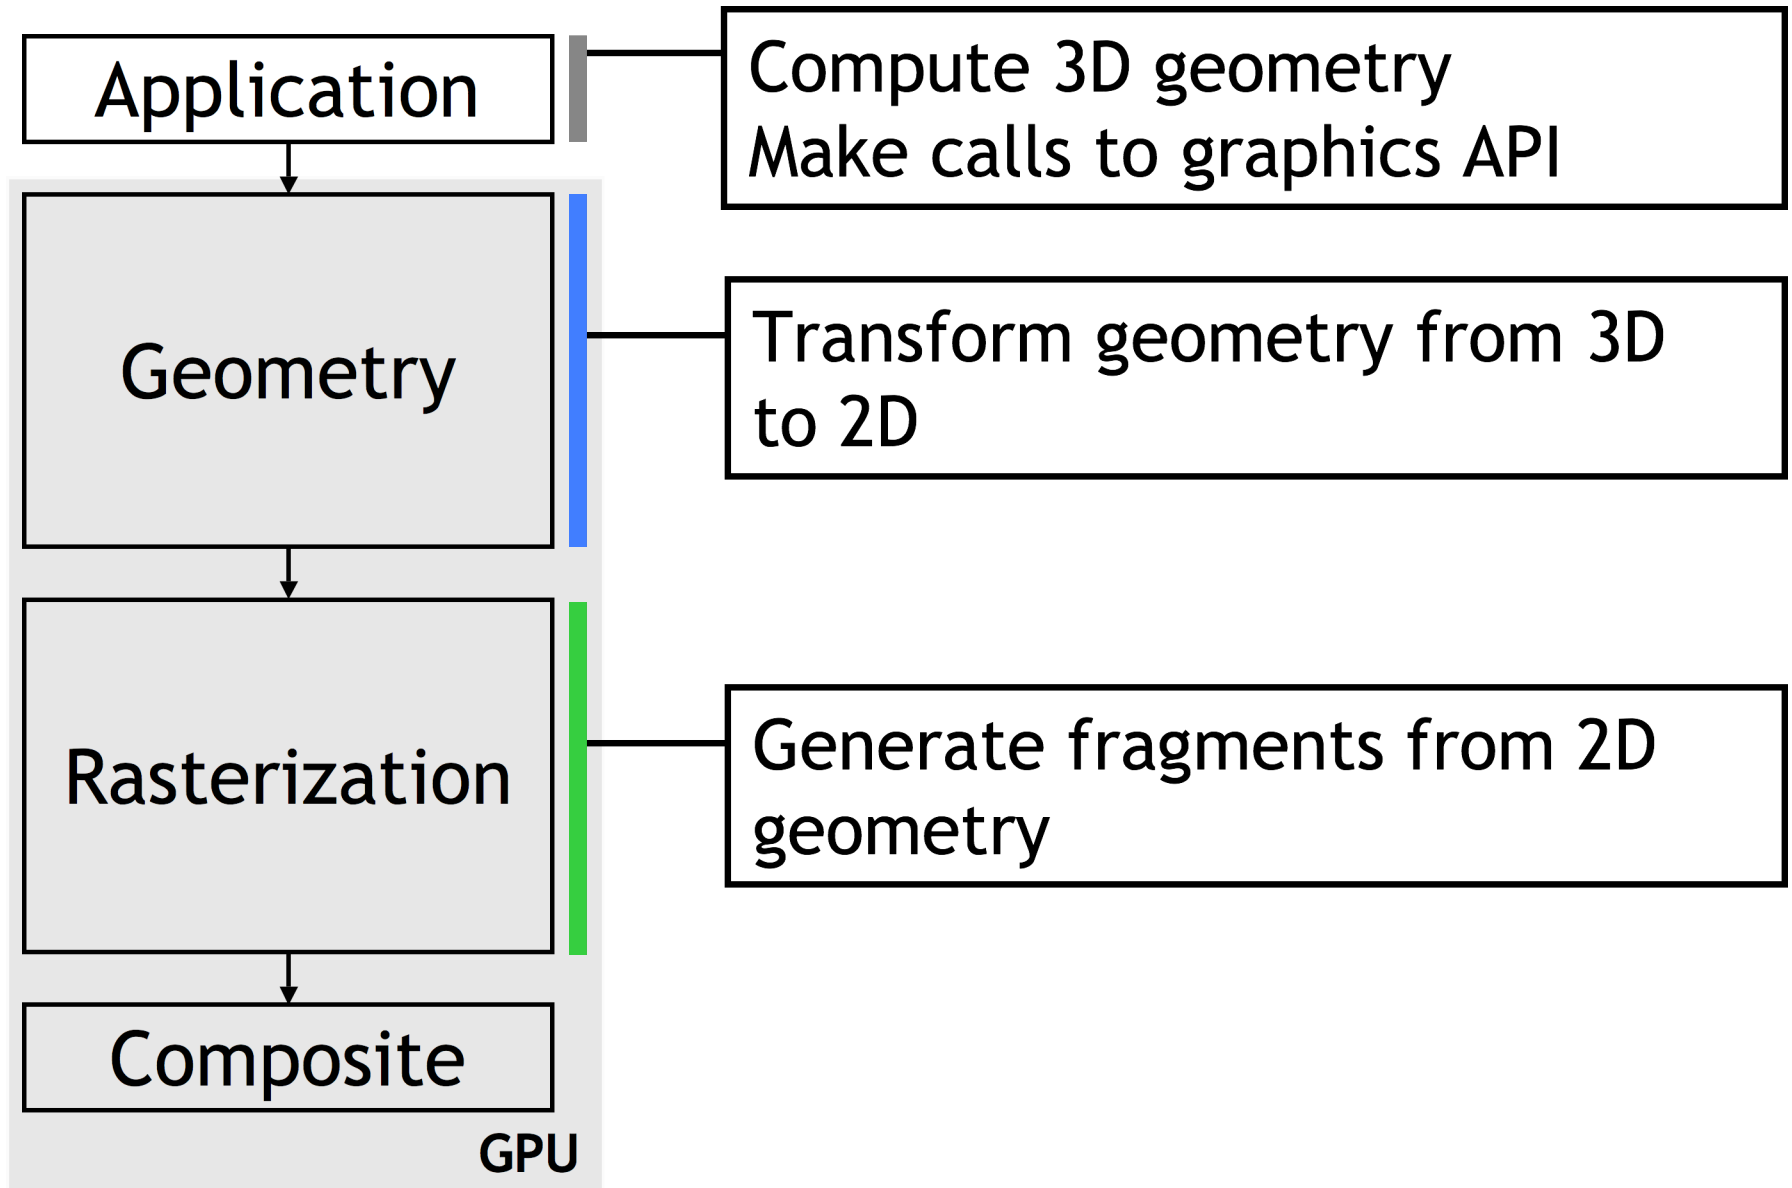 Application
Compute 3D geometry
Make calls to graphics API
Geometry
Transform geometry from 3D
to 2D
Rasterization
Generate fragments from 2D
geometry
Composite
GPU